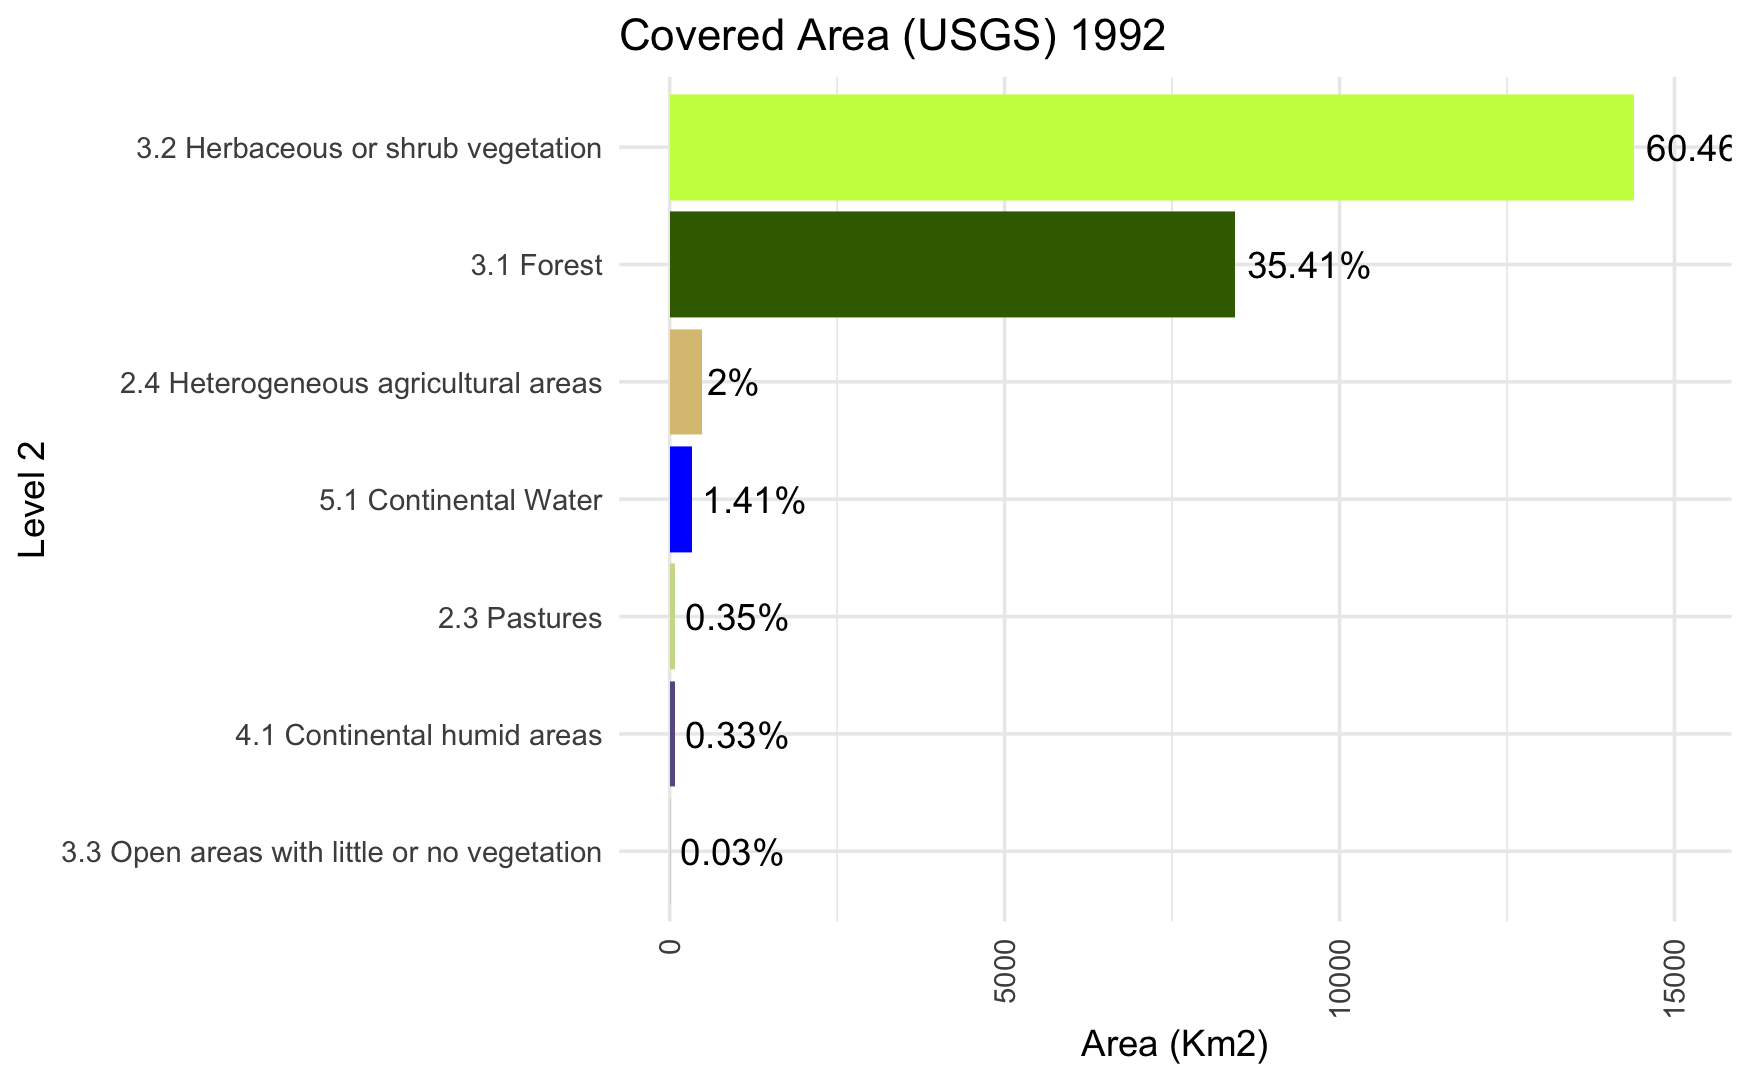 Covered Area (USGS) 1992
3.2 Herbaceous or shrub vegetation
60.46
3.1 Forest
35.41%
2.4 Heterogeneous agricultural areas
2%
5.1 Continental Water
1.41%
2.3 Pastures
0.35%
4.1 Continental humid areas
0.33%
3.3 Open areas with little or no vegetation
0.03%
Level 2
0
5000
10000
15000
Area (Km2)